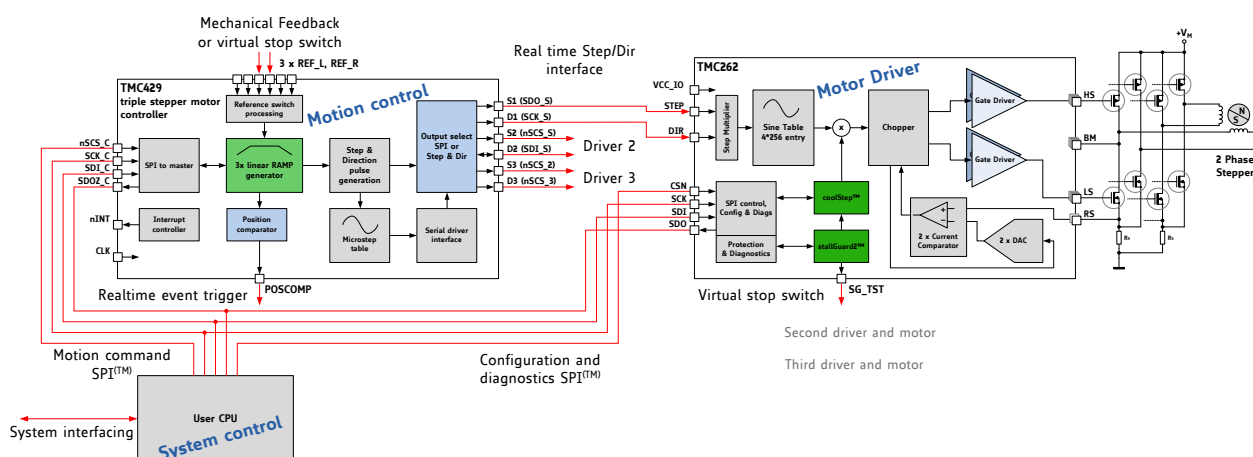 Mechanical Feedback
or virtual stop switch
3 x REF_L, REF_R
Real time Step/Dir
interface
+VM
TMC429
triple stepper motor
controller
Reference switch
processing
Motion control
S1 (SDO_S)
D1 (SCK_S)
S2 (nSCS_S)
D2 (SDI_S)
S3 (nSCS_2)
D3 (nSCS_3)
Driver 2
Driver 3
Output select
SPI or
Step & Dir
nSCS_C
SCK_C
SDI_C
SDOZ_C
SPI to master
3x linear RAMP
generator
Step &
Direction
pulse
generation
nINT
Interrupt
controller
Position
comparator
Microstep
table
Serial driver
interface
CLK
POSCOMP
Realtime event trigger
TMC262
Motor Driver
VCC_IO
STEP
DIR
Step Multiplier
Sine Table
4*256 entry
x
Chopper
Gate Driver
Gate Driver
HS
BM
LS
RS
N
S
2 Phase
Stepper
CSN
SCK
SDI
SDO
SPI control,
Config & Diags
Protection
& Diagnostics
coolStep™
stallGuard2™
+
−
−
2 x Current
Comparator
2 x DAC
RS
RS
SG_TST
Virtual stop switch
Second driver and motor
Third driver and motor
Motion command
SPI(TM)
Configuration and
diagnostics SPI(TM)
User CPU
System control
System interfacing